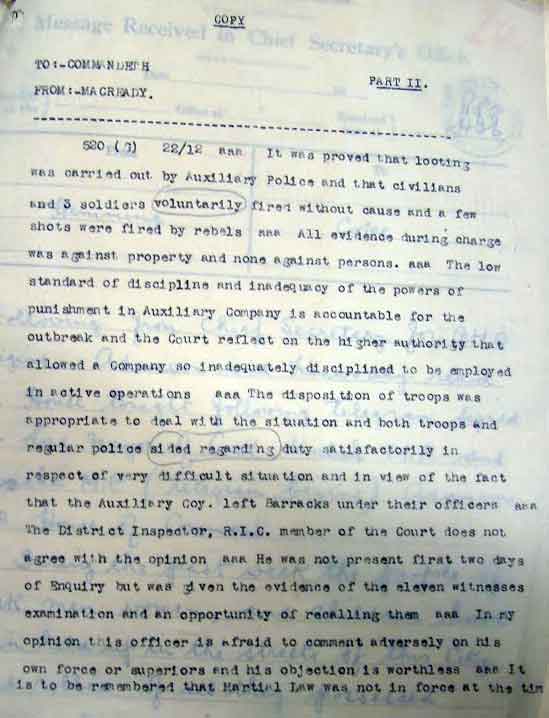 COPY
Message Received in Chief Secretary's Office.
TO:-COMMANDETH
PART II.
FROM:-MACREADY.
520 (G) 22/12 aaa It was proved that looting
was carried out by Auxiliary Police and that civilians
and 3 soldiers voluntarily fired without cause and a few
shots were fired by rebels aaa All evidence during charge
was against property and none against persons. aaa The low
standard of discipline and inadequacy of the powers of
punishment in Auxiliary Company is accountable for the
outbreak and the Court reflect on the higher authority that
allowed a Company so inadequately disciplined to be employed
in active operations aaa The disposition of troops was
appropriate to deal with the situation and both troops and
regular police sided regarding duty satisfactorily in
respect of very difficult situation and in view of the fact
that the Auxiliary Coy. left Barracks under their officers aaa
The District Inspector, R.I.C. member of the Court does not
agree with the opinion aaa He was not present first two days
of Enquiry but was given the evidence of the eleven witnesses
examination and an opportunity of recalling them aaa In my
opinion this officer is afraid to comment adversely on his
own force or superiors and his objection is worthless aaa It
is to be remembered that Martial Law was not in force at the tim